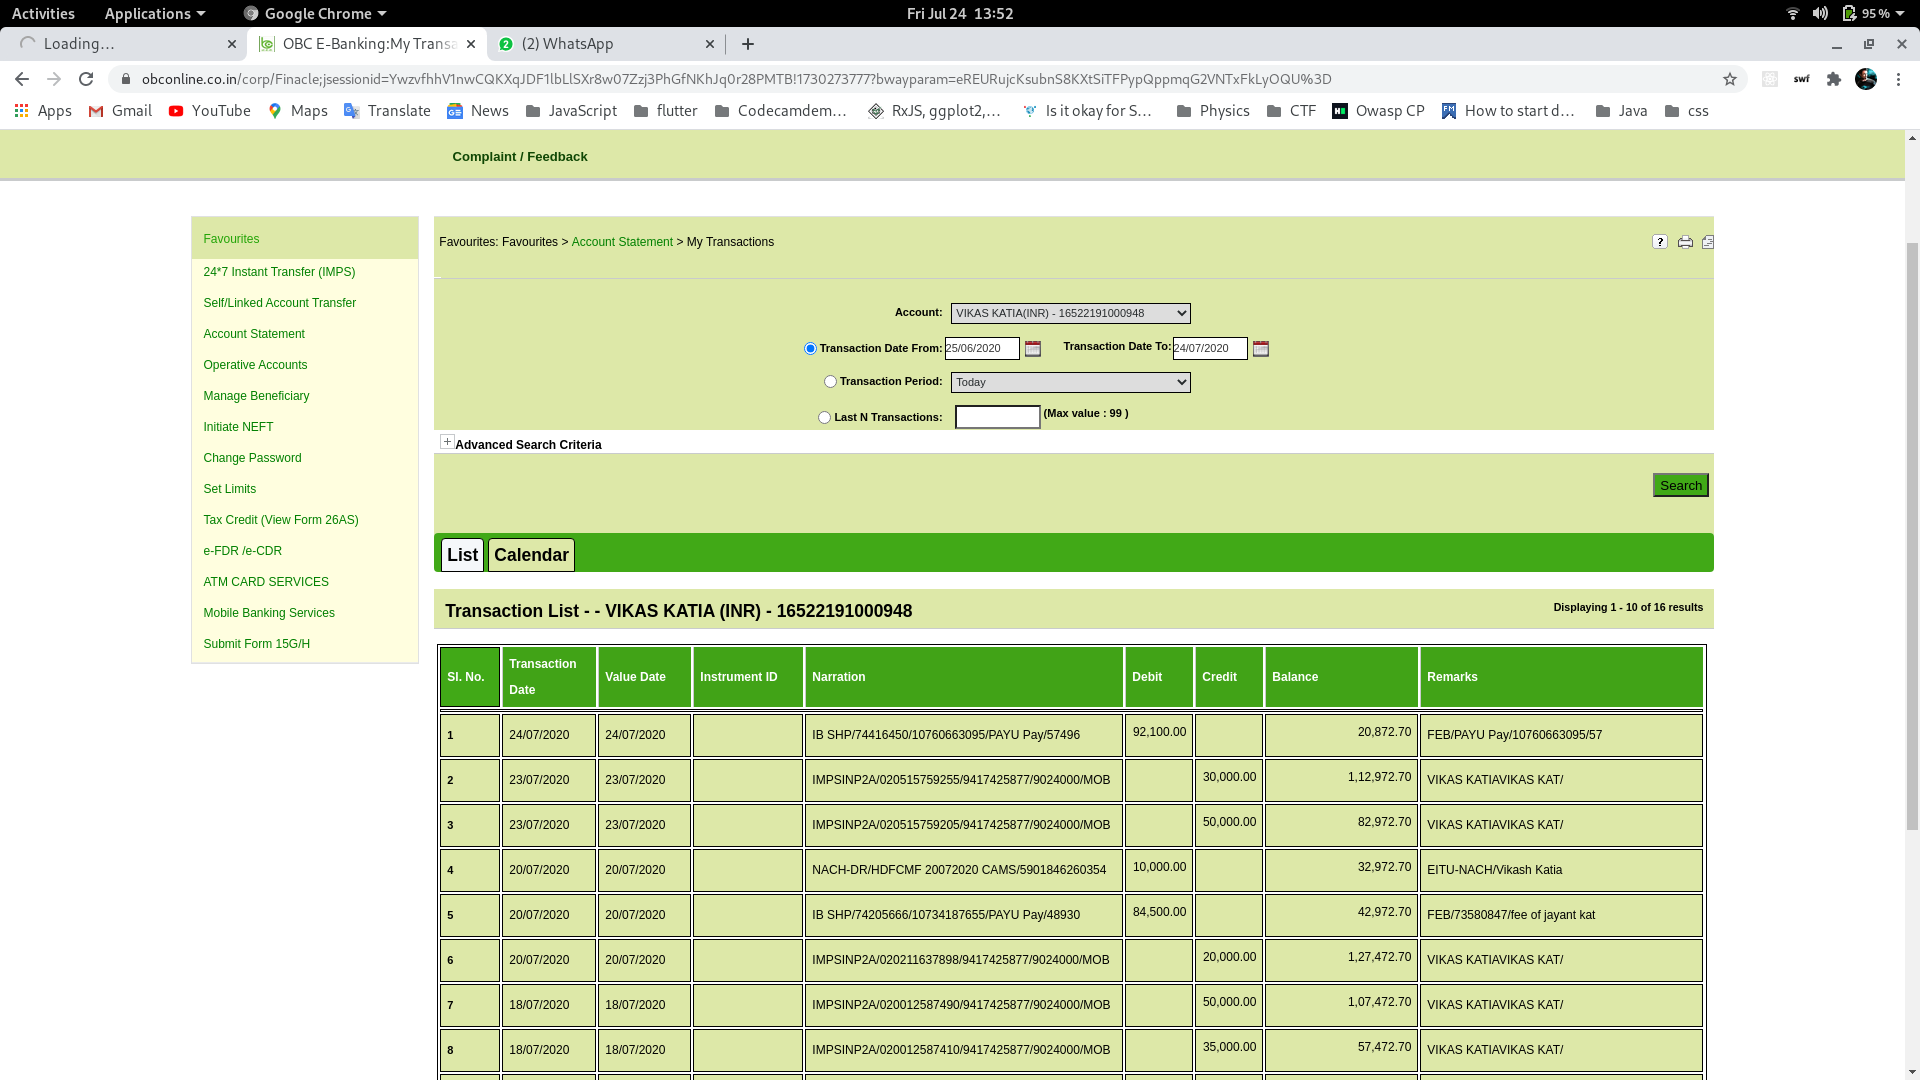 Activities Applications Google Chrome Fri Jul 24 13:52 95 %
Loading… OBC E-Banking:My Transa (2) WhatsApp
obconline.co.in/corp/Finacle;jsessionid=YwzvfhhV1nwCQKXqJDF1lbLlSXr8w07Zzj3PhGfNKhJq0r28PMTB!1730273777?bwayparam=eREURujcKsubnS8KXtSiTFPypQppmqG2VNTxFkLyOQU%3D
Apps Gmail YouTube Maps Translate News JavaScript flutter Codecamdem… RxJS, ggplot2,… Is it okay for S… Physics CTF Owasp CP How to start d… Java css
Complaint / Feedback
Favourites
24*7 Instant Transfer (IMPS)
Self/Linked Account Transfer
Account Statement
Operative Accounts
Manage Beneficiary
Initiate NEFT
Change Password
Set Limits
Tax Credit (View Form 26AS)
e-FDR /e-CDR
ATM CARD SERVICES
Mobile Banking Services
Submit Form 15G/H
Favourites: Favourites > Account Statement > My Transactions
Account: VIKAS KATIA(INR) - 16522191000948
Transaction Date From: 25/06/2020 Transaction Date To: 24/07/2020
Transaction Period: Today
Last N Transactions: (Max value : 99 )
Advanced Search Criteria
Search
List Calendar
Transaction List - - VIKAS KATIA (INR) - 16522191000948 Displaying 1 - 10 of 16 results
Sl. No. Transaction Date Value Date Instrument ID Narration Debit Credit Balance Remarks
1 24/07/2020 24/07/2020 IB SHP/74416450/10760663095/PAYU Pay/57496 92,100.00 20,872.70 FEB/PAYU Pay/10760663095/57
2 23/07/2020 23/07/2020 IMPSINP2A/020515759255/9417425877/9024000/MOB 30,000.00 1,12,972.70 VIKAS KATIAVIKAS KAT/
3 23/07/2020 23/07/2020 IMPSINP2A/020515759205/9417425877/9024000/MOB 50,000.00 82,972.70 VIKAS KATIAVIKAS KAT/
4 20/07/2020 20/07/2020 NACH-DR/HDFCMF 20072020 CAMS/5901846260354 10,000.00 32,972.70 EITU-NACH/Vikash Katia
5 20/07/2020 20/07/2020 IB SHP/74205666/10734187655/PAYU Pay/48930 84,500.00 42,972.70 FEB/73580847/fee of jayant kat
6 20/07/2020 20/07/2020 IMPSINP2A/020211637898/9417425877/9024000/MOB 20,000.00 1,27,472.70 VIKAS KATIAVIKAS KAT/
7 18/07/2020 18/07/2020 IMPSINP2A/020012587490/9417425877/9024000/MOB 50,000.00 1,07,472.70 VIKAS KATIAVIKAS KAT/
8 18/07/2020 18/07/2020 IMPSINP2A/020012587410/9417425877/9024000/MOB 35,000.00 57,472.70 VIKAS KATIAVIKAS KAT/